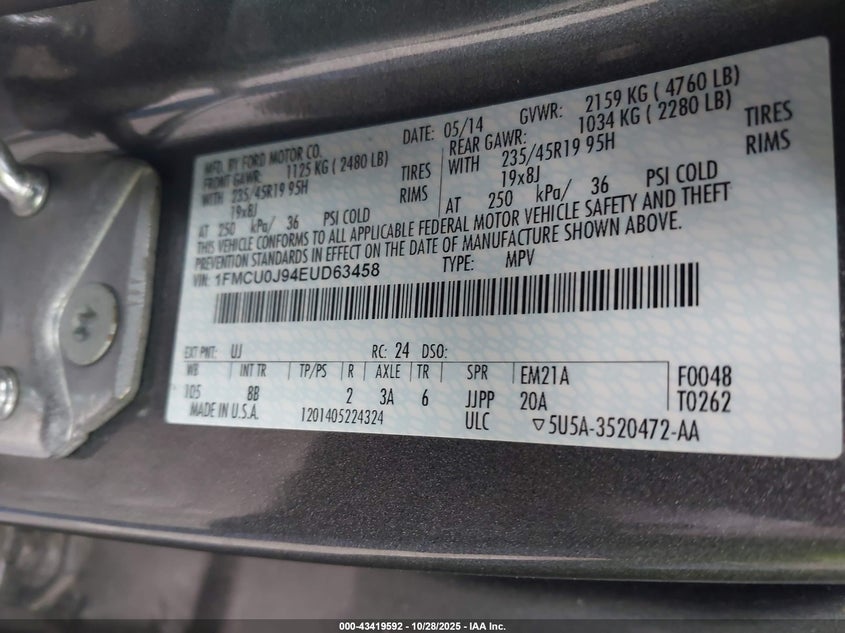 MFD. BY FORD MOTOR CO.
DATE: 05/14 GVWR: 2159 KG ( 4760 LB)
FRONT GAWR: 1125 KG ( 2480 LB)
REAR GAWR: 1034 KG ( 2280 LB)
WITH 235/45R19 95H TIRES
WITH 235/45R19 95H TIRES
19x8J RIMS
19x8J RIMS
AT 250 kPa/ 36 PSI COLD
AT 250 kPa/ 36 PSI COLD
THIS VEHICLE CONFORMS TO ALL APPLICABLE FEDERAL MOTOR VEHICLE SAFETY AND THEFT
PREVENTION STANDARDS IN EFFECT ON THE DATE OF MANUFACTURE SHOWN ABOVE.
VIN: 1FMCU0J94EUD63458 TYPE: MPV
EXT PNT: UJ RC: 24 DSO:
WB INT TR TP/PS R AXLE TR SPR EM21A F0048
105 8B 2 3A 6 JJPP 20A T0262
MADE IN U.S.A. 1201405224324 ULC ▽5U5A-3520472-AA
000-43419592 - 10/28/2025 - IAA Inc.